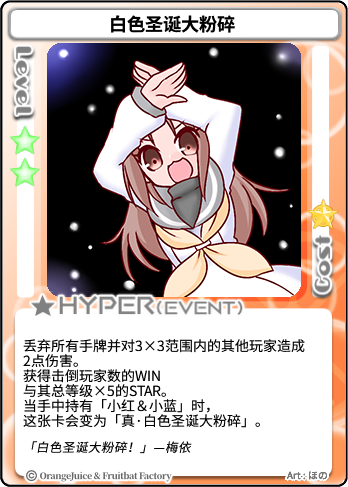 白色圣诞大粉碎
Level
Cost
HYPER(EVENT)
丢弃所有手牌并对3×3范围内的其他玩家造成
2点伤害。
获得击倒玩家数的WIN
与其总等级×5的STAR。
当手中持有「小红＆小蓝」时，
这张卡会变为「真·白色圣诞大粉碎」。
「白色圣诞大粉碎！」—梅依
© OrangeJuice & Fruitbat Factory
Art : ほの